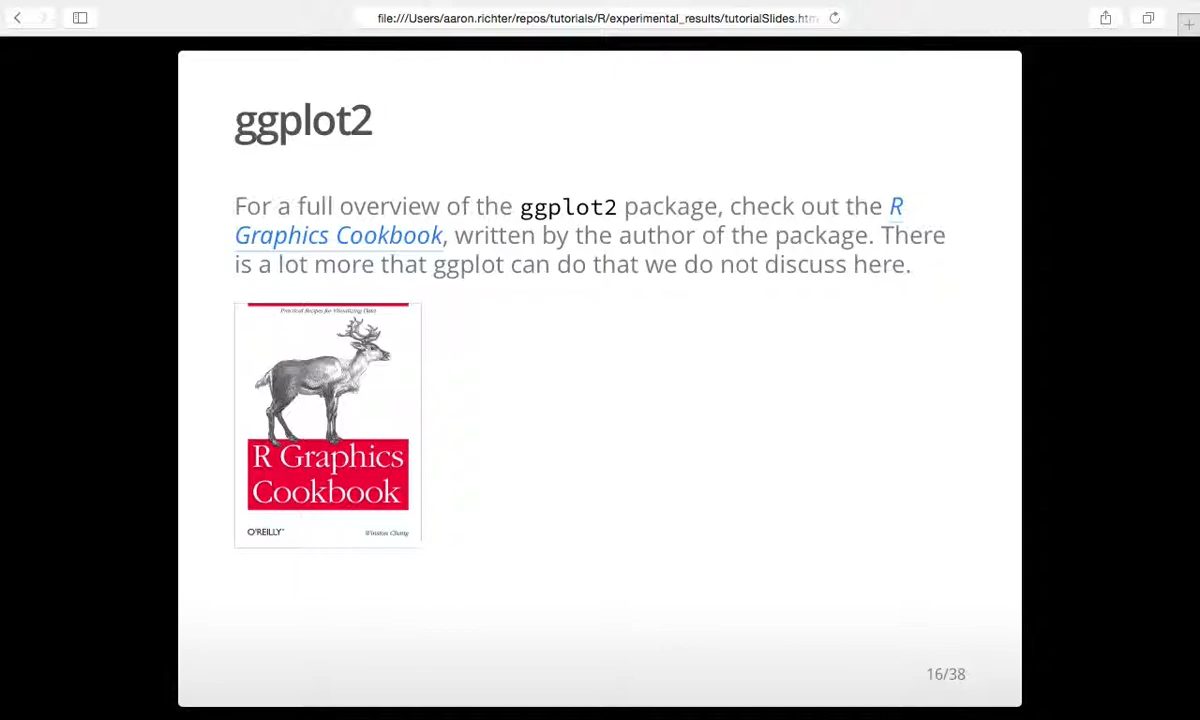 file:///Users/aaron.richter/repos/tutorials/R/experimental_results/tutorialSlides.htm
ggplot2
For a full overview of the ggplot2 package, check out the R
Graphics Cookbook, written by the author of the package. There
is a lot more that ggplot can do that we do not discuss here.
Practical Recipes for Visualizing Data
R Graphics
Cookbook
O'REILLY
Winston Chang
16/38